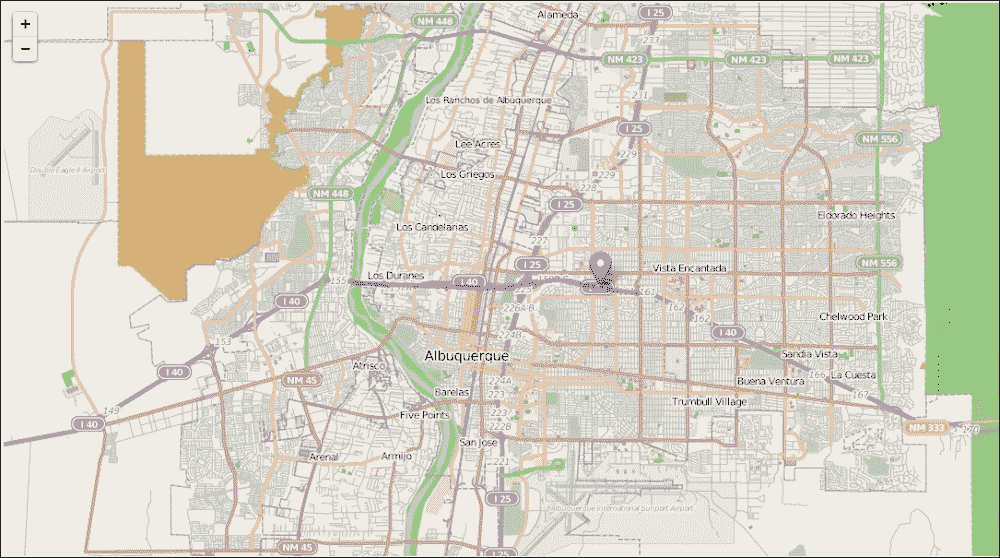 +
−
NM 448
Alameda
I 25
233
NM 423
NM 423
NM 423
231
Los Ranchos de Albuquerque
I 25
NM 556
Lee Acres
229
Double Eagle II Airport
Los Griegos
229
228
NM 448
I 25
Eldorado Heights
Los Candelarias
227
I 25
NM 556
Vista Encantada
Los Duranes
155
I 40
161
I 40
226A-B
162
162
Chelwood Park
I 40
24B
153
Albuquerque
Sandia Vista
Atrisco
I 40
NM 45
224A
166
La Cuesta
Buena Ventura
Barelas
223
167
Trumbull Village
149
Five Points
223
I 40
222B
NM 333
170
San Jose
Arenal
Armijo
221
I 25
Albuquerque International Sunport Airport
NM 45